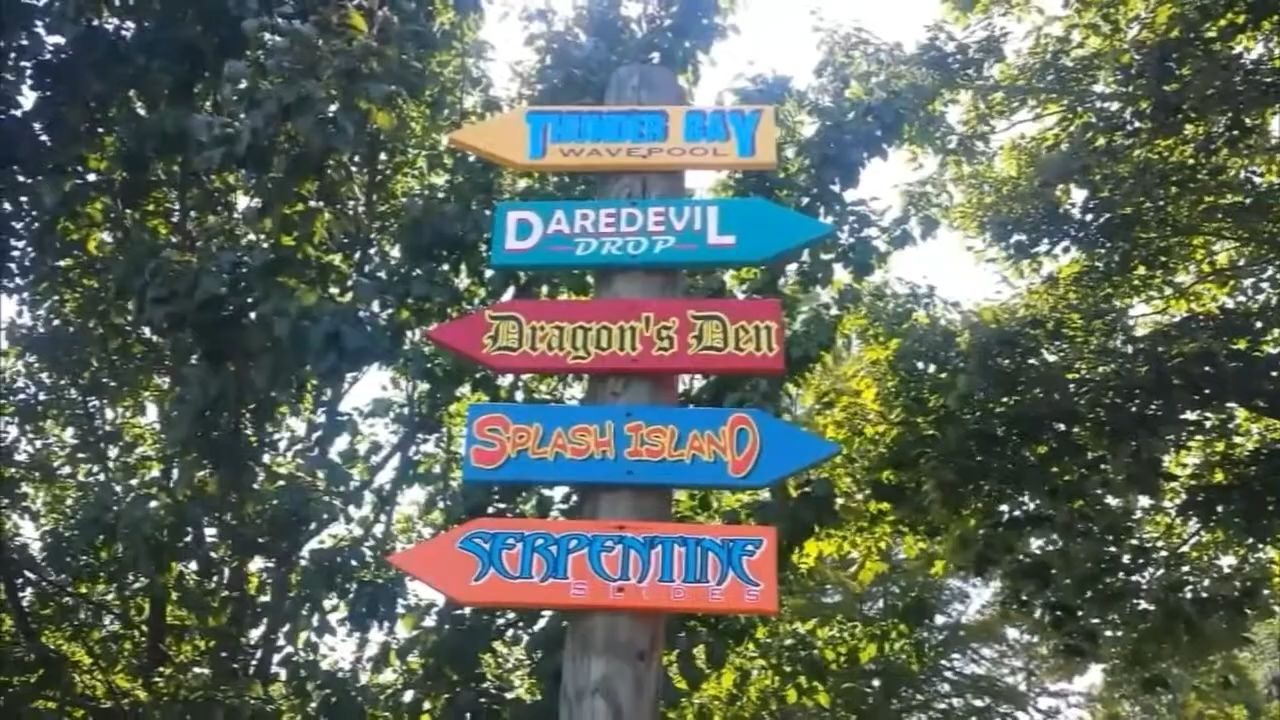 THUNDER BAY
WAVEPOOL
DAREDEVIL
DROP
Dragon's Den
SPLASH ISLAND
SERPENTINE
SLIDES